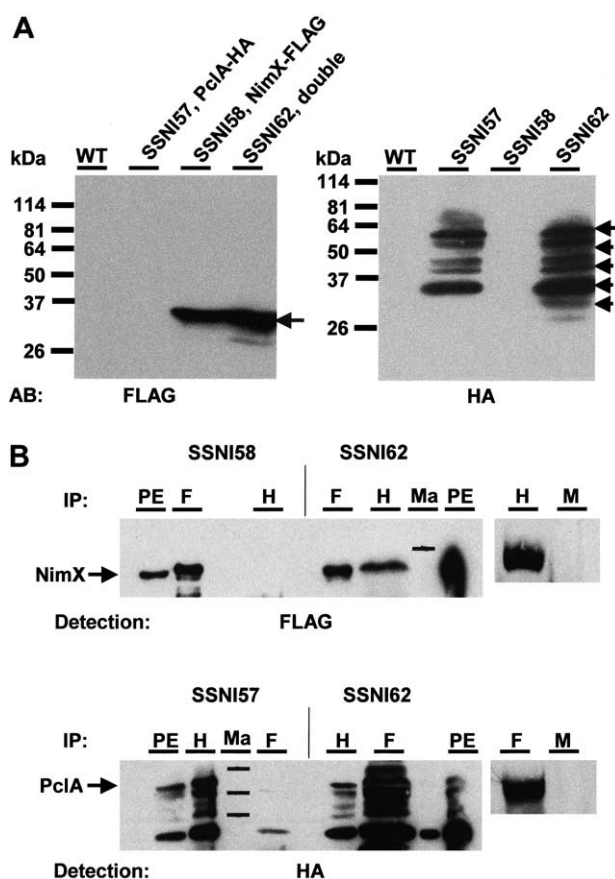 A
SSNI57, PclA-HA
SSNI58, NimX-FLAG
SSNI62, double
kDa WT
114
81
64
50
37
26
AB: FLAG
kDa WT SSNI57 SSNI58 SSNI62
114
81
64
50
37
26
HA
B
SSNI58 SSNI62
IP: PE F H F H Ma PE H M
NimX
Detection: FLAG
SSNI57 SSNI62
IP: PE H Ma F H F PE F M
PclA
Detection: HA